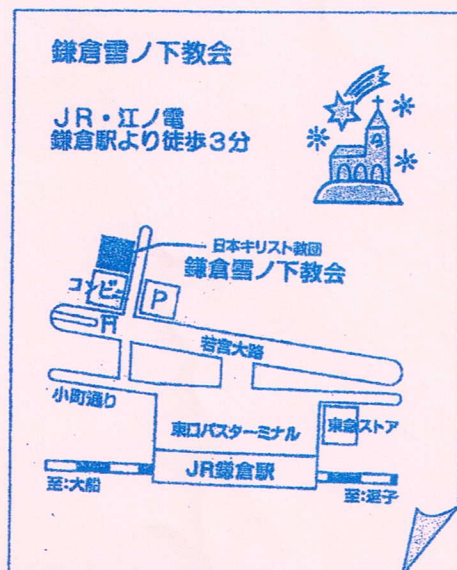 鎌倉雪ノ下教会
JR・江ノ電
鎌倉駅より徒歩3分
日本キリスト教団
鎌倉雪ノ下教会
コンビニ
P
若宮大路
小町通り
東口バスターミナル
東急ストア
JR鎌倉駅
至:大船
至:逗子